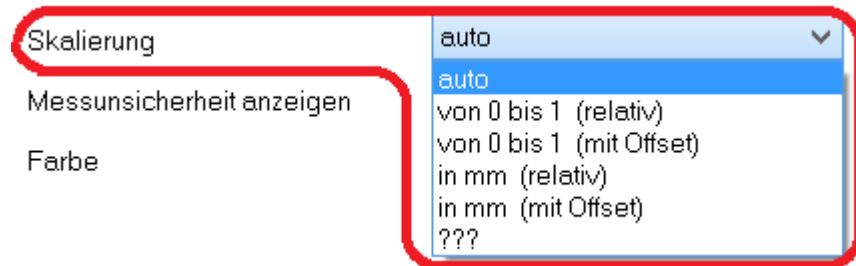 Skalierung
auto
auto
Messunsicherheit anzeigen
von 0 bis 1 (relativ)
von 0 bis 1 (mit Offset)
Farbe
in mm (relativ)
in mm (mit Offset)
???